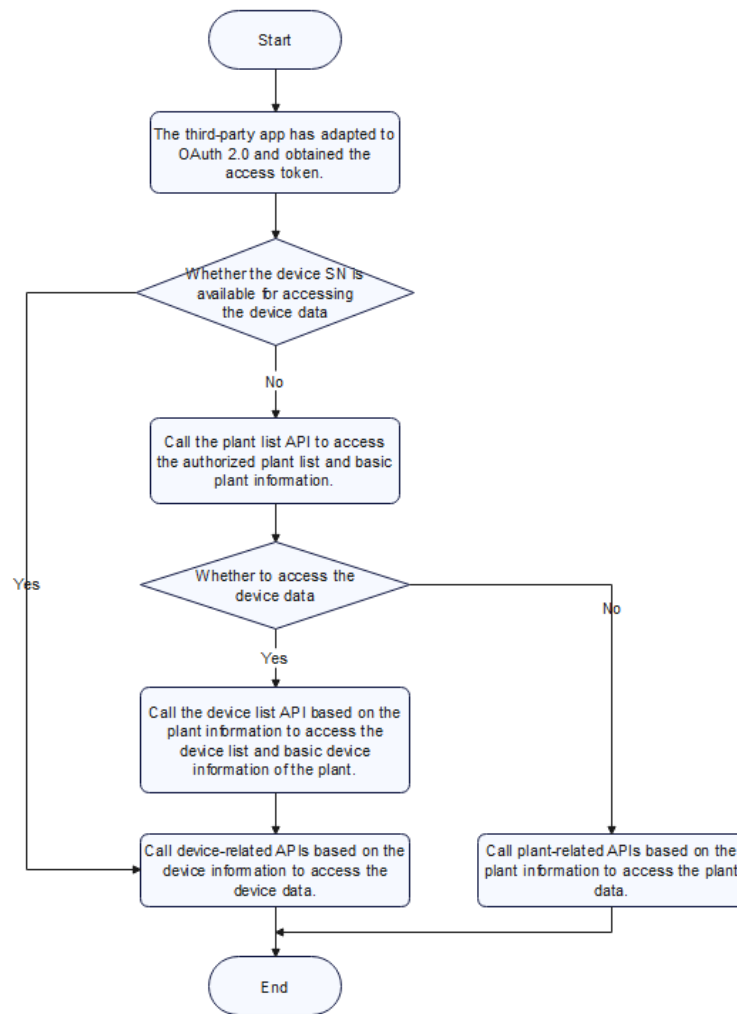 Start
The third-party app has adapted to
OAuth 2.0 and obtained the
access token.
Whether the device SN is
available for accessing
the device data
No
Call the plant list API to access
the authorized plant list and basic
plant information.
Whether to access the
device data
Yes
No
Yes
Call the device list API based on the
plant information to access the
device list and basic device
information of the plant.
Call device-related APIs based on the
device information to access the
device data.
Call plant-related APIs based on the
plant information to access the plant
data.
End